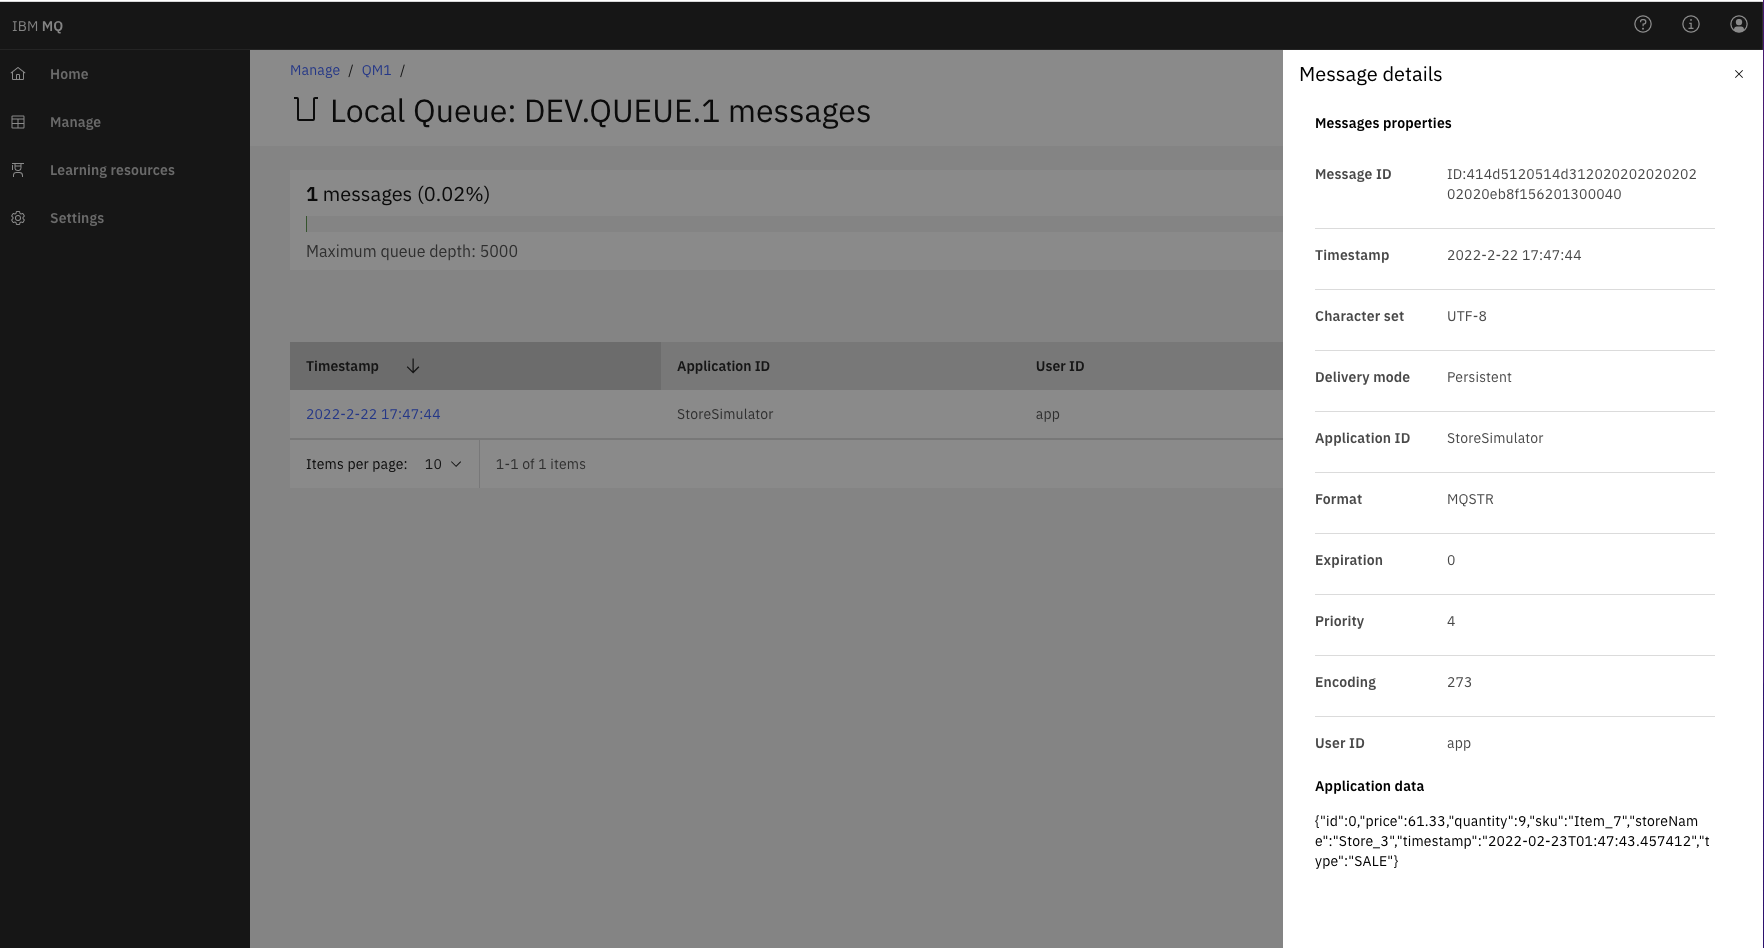 IBM MQ
Home
Manage
Learning resources
Settings
Manage / QM1 /
Local Queue: DEV.QUEUE.1 messages
1 messages (0.02%)
Maximum queue depth: 5000
Timestamp Application ID User ID
2022-2-22 17:47:44 StoreSimulator app
Items per page: 10 1-1 of 1 items
Message details
Messages properties
Message ID ID:414d5120514d312020202020202
02020eb8f156201300040
Timestamp 2022-2-22 17:47:44
Character set UTF-8
Delivery mode Persistent
Application ID StoreSimulator
Format MQSTR
Expiration 0
Priority 4
Encoding 273
User ID app
Application data
{"id":0,"price":61.33,"quantity":9,"sku":"Item_7","storeNam
e":"Store_3","timestamp":"2022-02-23T01:47:43.457412","t
ype":"SALE"}